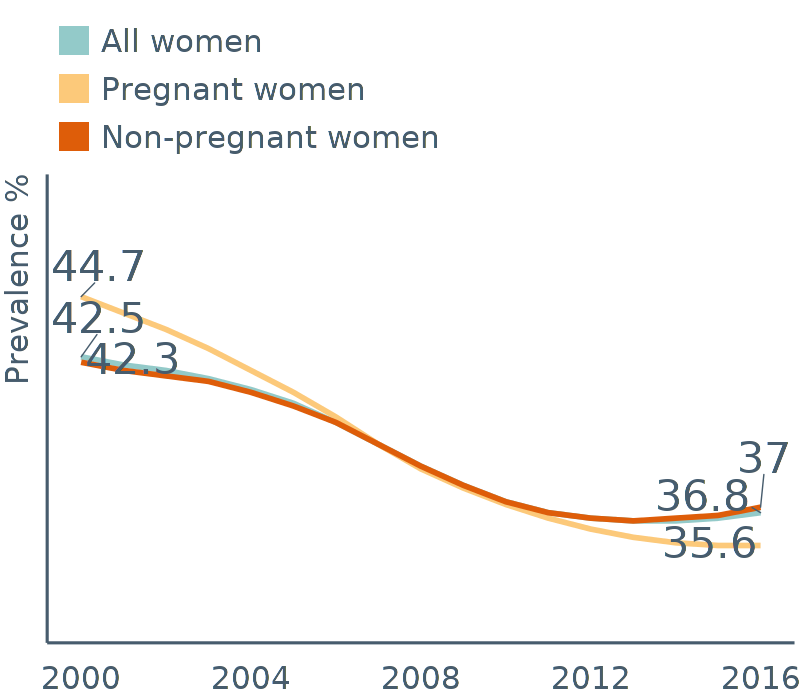 All women
Pregnant women
Non-pregnant women
Prevalence %
44.7
42.5
42.3
37
36.8
35.6
2000 2004 2008 2012 2016